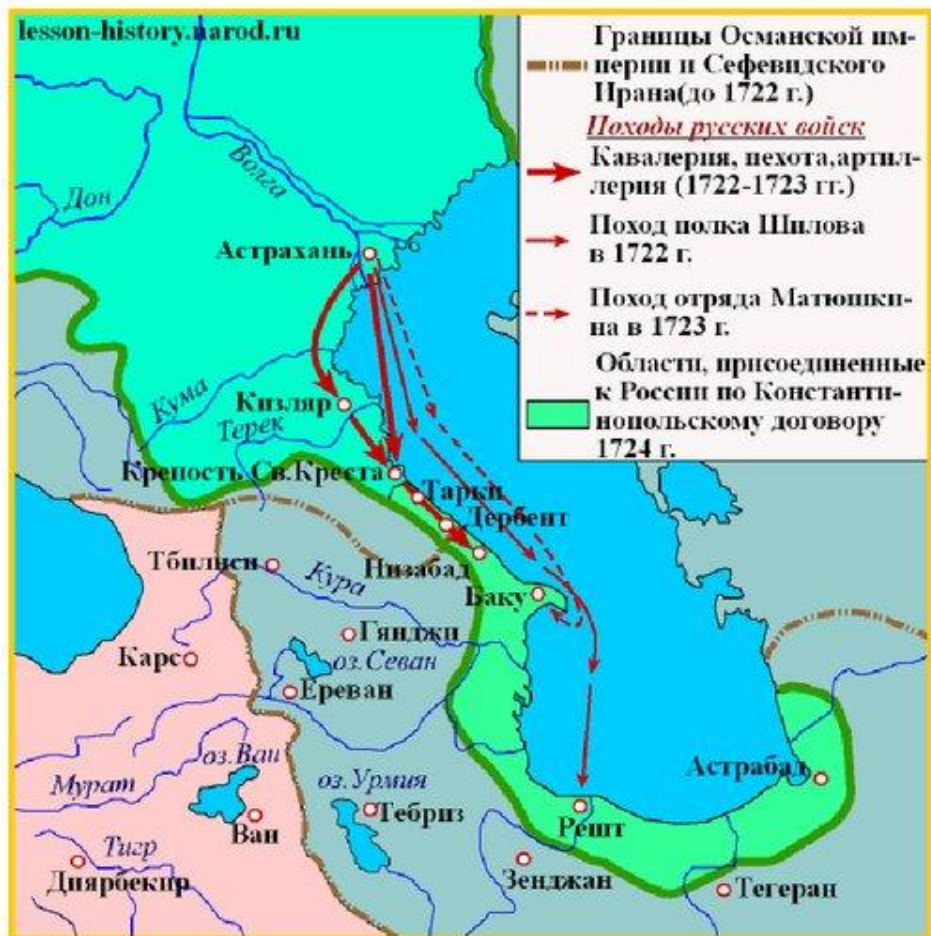 lesson-history.narod.ru
Границы Османской им-
перии и Сефевидского
Ирана(до 1722 г.)
Походы русских войск
Кавалерия, пехота,артил-
лерия (1722-1723 гг.)
Поход полка Шилова
в 1722 г.
Поход отряда Матюшки-
на в 1723 г.
Области, присоединенные
к России по Константи-
нопольскому договору
1724 г.
Волга
Дон
Астрахань
Кума
Кизляр
Терек
Крепость Св.Креста
Тарки
Дербент
Низабад
Тбилиси
Кура
Баку
Гянджи
оз.Севан
Карс
Ереван
оз.Ван
Мурат
оз.Урмия
Астрабад
Ван
Тебриз
Решт
Тигр
Диярбекир
Зенджан
Тегеран